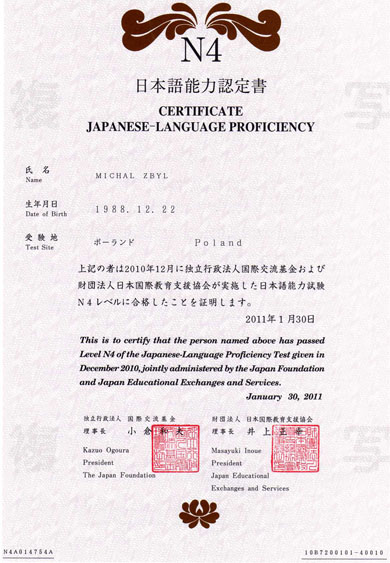 N4
日本語能力認定書
CERTIFICATE
JAPANESE-LANGUAGE PROFICIENCY
複 写
氏名 MICHAL ZBYL
Name
生年月日 1988.12.22
Date of Birth
受験地 ポーランド Poland
Test Site
上記の者は2010年12月に独立行政法人国際交流基金および
財団法人日本国際教育支援協会が実施した日本語能力試験
N4レベルに合格したことを証明します。
2011年1月30日
This is to certify that the person named above has passed
Level N4 of the Japanese-Language Proficiency Test given in
December 2010, jointly administered by the Japan Foundation
and Japan Educational Exchanges and Services.
January 30, 2011
独立行政法人 国際交流基金 財団法人 日本国際教育支援協会
理事長 小倉和夫 理事長 井上正幸
Kazuo Ogoura Masayuki Inoue
President President
The Japan Foundation Japan Educational
Exchanges and Services
N4A014754A 10B7200101-40010